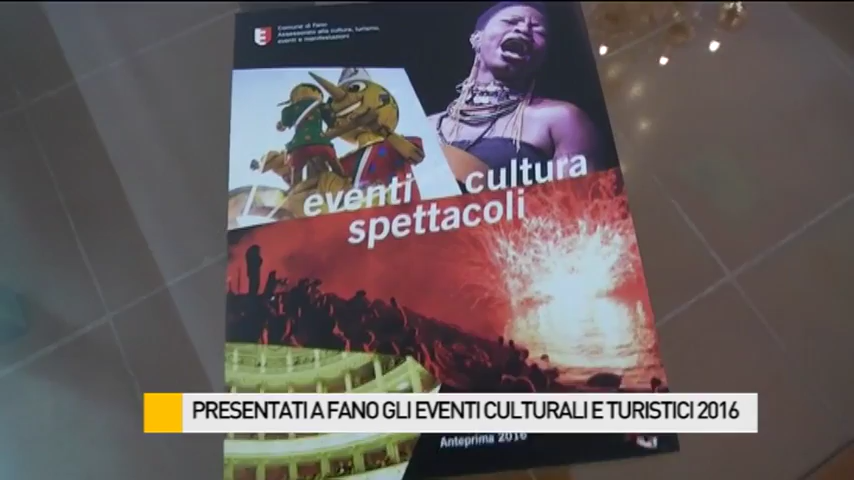 Comune di Fano
Assessorato alla cultura, turismo,
eventi e manifestazioni
eventi cultura
spettacoli
PRESENTATI A FANO GLI EVENTI CULTURALI E TURISTICI 2016
Anteprima 2016